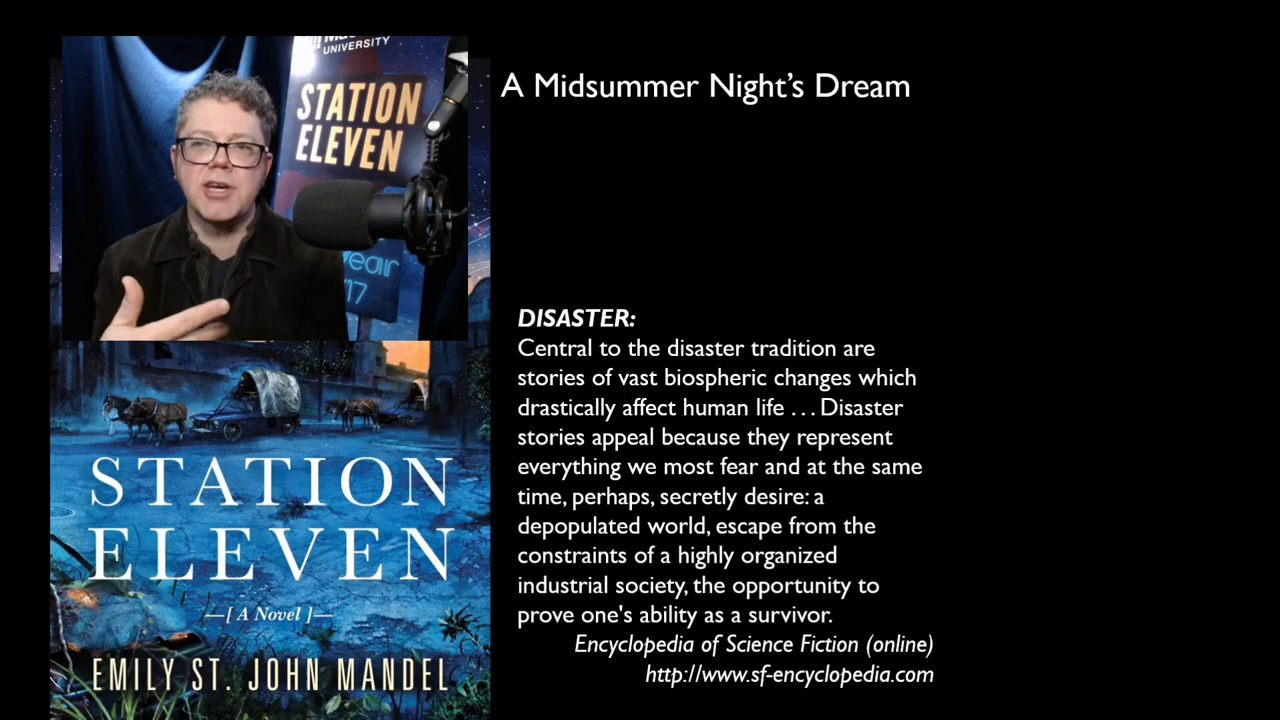 UNIVERSITY
STATION
ELEVEN
year
'17
STATION
ELEVEN
—[ A Novel ]—
EMILY ST. JOHN MANDEL
A Midsummer Night’s Dream
DISASTER:
Central to the disaster tradition are
stories of vast biospheric changes which
drastically affect human life . . . Disaster
stories appeal because they represent
everything we most fear and at the same
time, perhaps, secretly desire: a
depopulated world, escape from the
constraints of a highly organized
industrial society, the opportunity to
prove one's ability as a survivor.
Encyclopedia of Science Fiction (online)
http://www.sf-encyclopedia.com